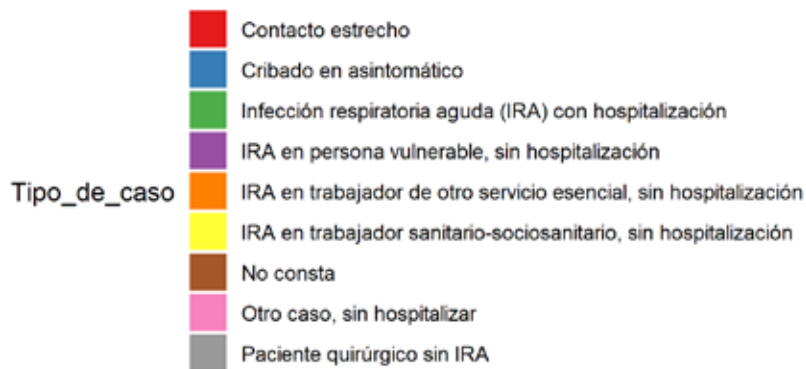 Contacto estrecho
Cribado en asintomático
Infección respiratoria aguda (IRA) con hospitalización
IRA en persona vulnerable, sin hospitalización
Tipo_de_caso
IRA en trabajador de otro servicio esencial, sin hospitalización
IRA en trabajador sanitario-sociosanitario, sin hospitalización
No consta
Otro caso, sin hospitalizar
Paciente quirúrgico sin IRA